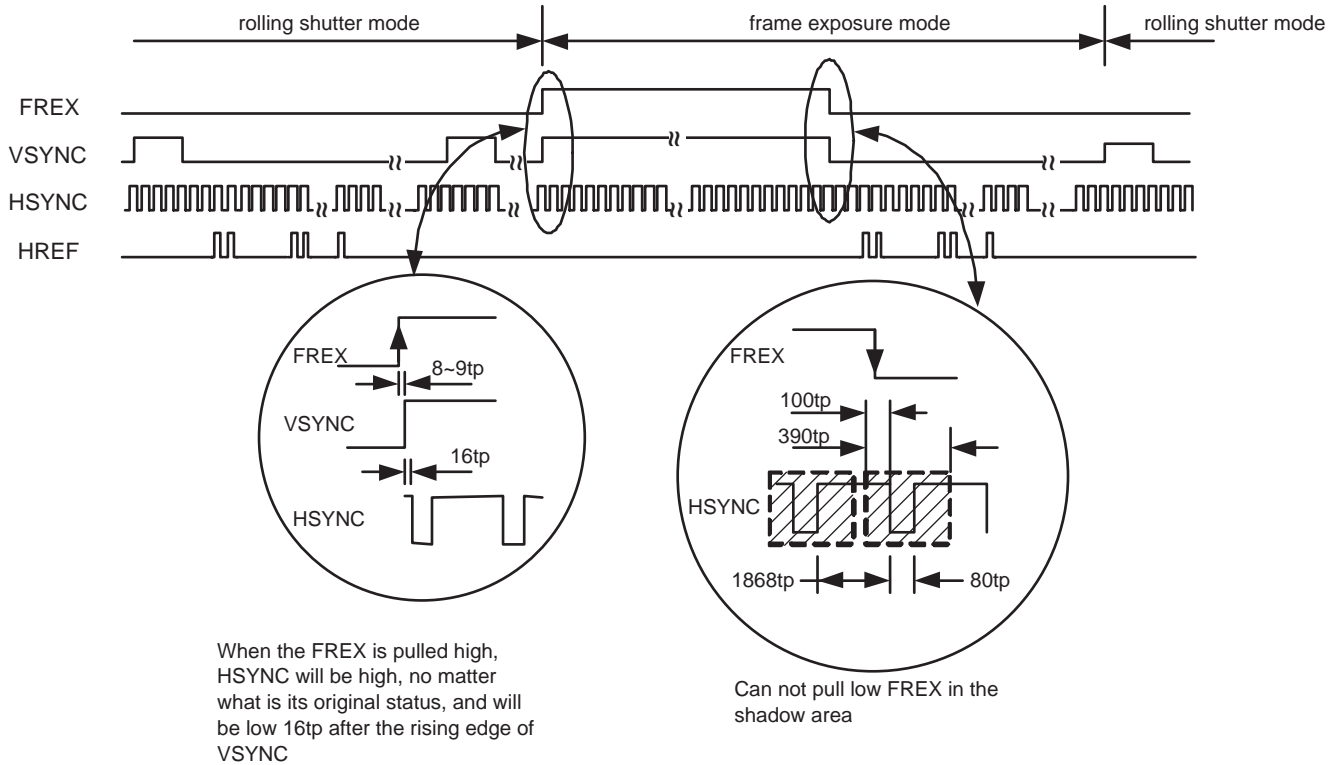 rolling shutter mode
frame exposure mode
rolling shutter mode
FREX
VSYNC
HSYNC
HREF
FREX
8~9tp
VSYNC
16tp
HSYNC
When the FREX is pulled high,
HSYNC will be high, no matter
what is its original status, and will
be low 16tp after the rising edge of
VSYNC
FREX
100tp
390tp
HSYNC
1868tp
80tp
Can not pull low FREX in the
shadow area